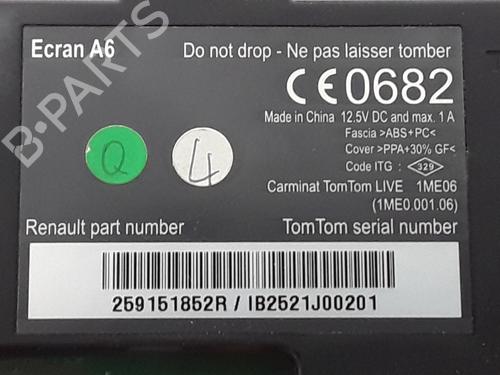 Ecran A6
Do not drop - Ne pas laisser tomber
CE0682
Made in China 12.5V DC and max. 1 A
Fascia >ABS+PC<
Cover >PPA+30% GF<
Code ITG : 329
Carminat TomTom LIVE 1ME06
(1ME0.001.06)
Q
4
Renault part number
TomTom serial number
259151852R / IB2521J00201
B-PARTS